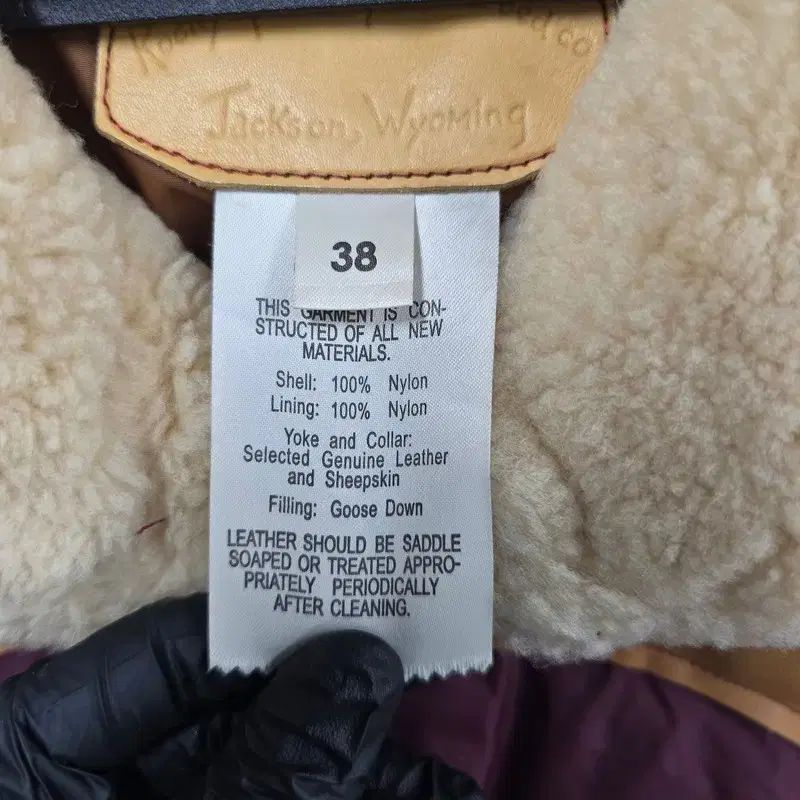 Jackson, Wyoming
38
THIS GARMENT IS CON-
STRUCTED OF ALL NEW
MATERIALS.
Shell: 100% Nylon
Lining: 100% Nylon
Yoke and Collar:
Selected Genuine Leather
and Sheepskin
Filling: Goose Down
LEATHER SHOULD BE SADDLE
SOAPED OR TREATED APPRO-
PRIATELY PERIODICALLY
AFTER CLEANING.